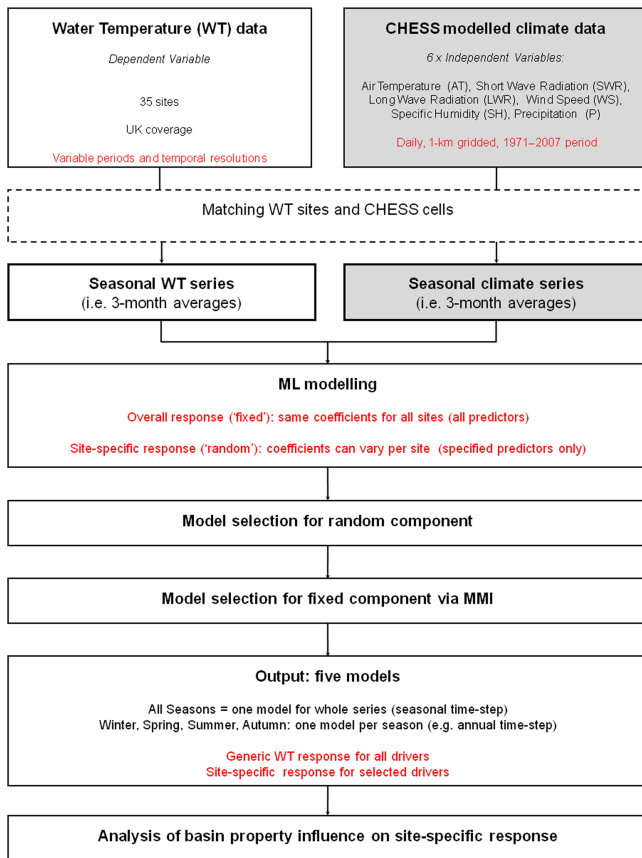 Water Temperature (WT) data
Dependent Variable
35 sites
UK coverage
Variable periods and temporal resolutions
CHESS modelled climate data
6 x Independent Variables:
Air Temperature (AT), Short Wave Radiation (SWR),
Long Wave Radiation (LWR), Wind Speed (WS),
Specific Humidity (SH), Precipitation (P)
Daily, 1-km gridded, 1971–2007 period
Matching WT sites and CHESS cells
Seasonal WT series
(i.e. 3-month averages)
Seasonal climate series
(i.e. 3-month averages)
ML modelling
Overall response (‘fixed’): same coefficients for all sites (all predictors)
Site-specific response (‘random’): coefficients can vary per site (specified predictors only)
Model selection for random component
Model selection for fixed component via MMI
Output: five models
All Seasons = one model for whole series (seasonal time-step)
Winter, Spring, Summer, Autumn: one model per season (e.g. annual time-step)
Generic WT response for all drivers
Site-specific response for selected drivers
Analysis of basin property influence on site-specific response